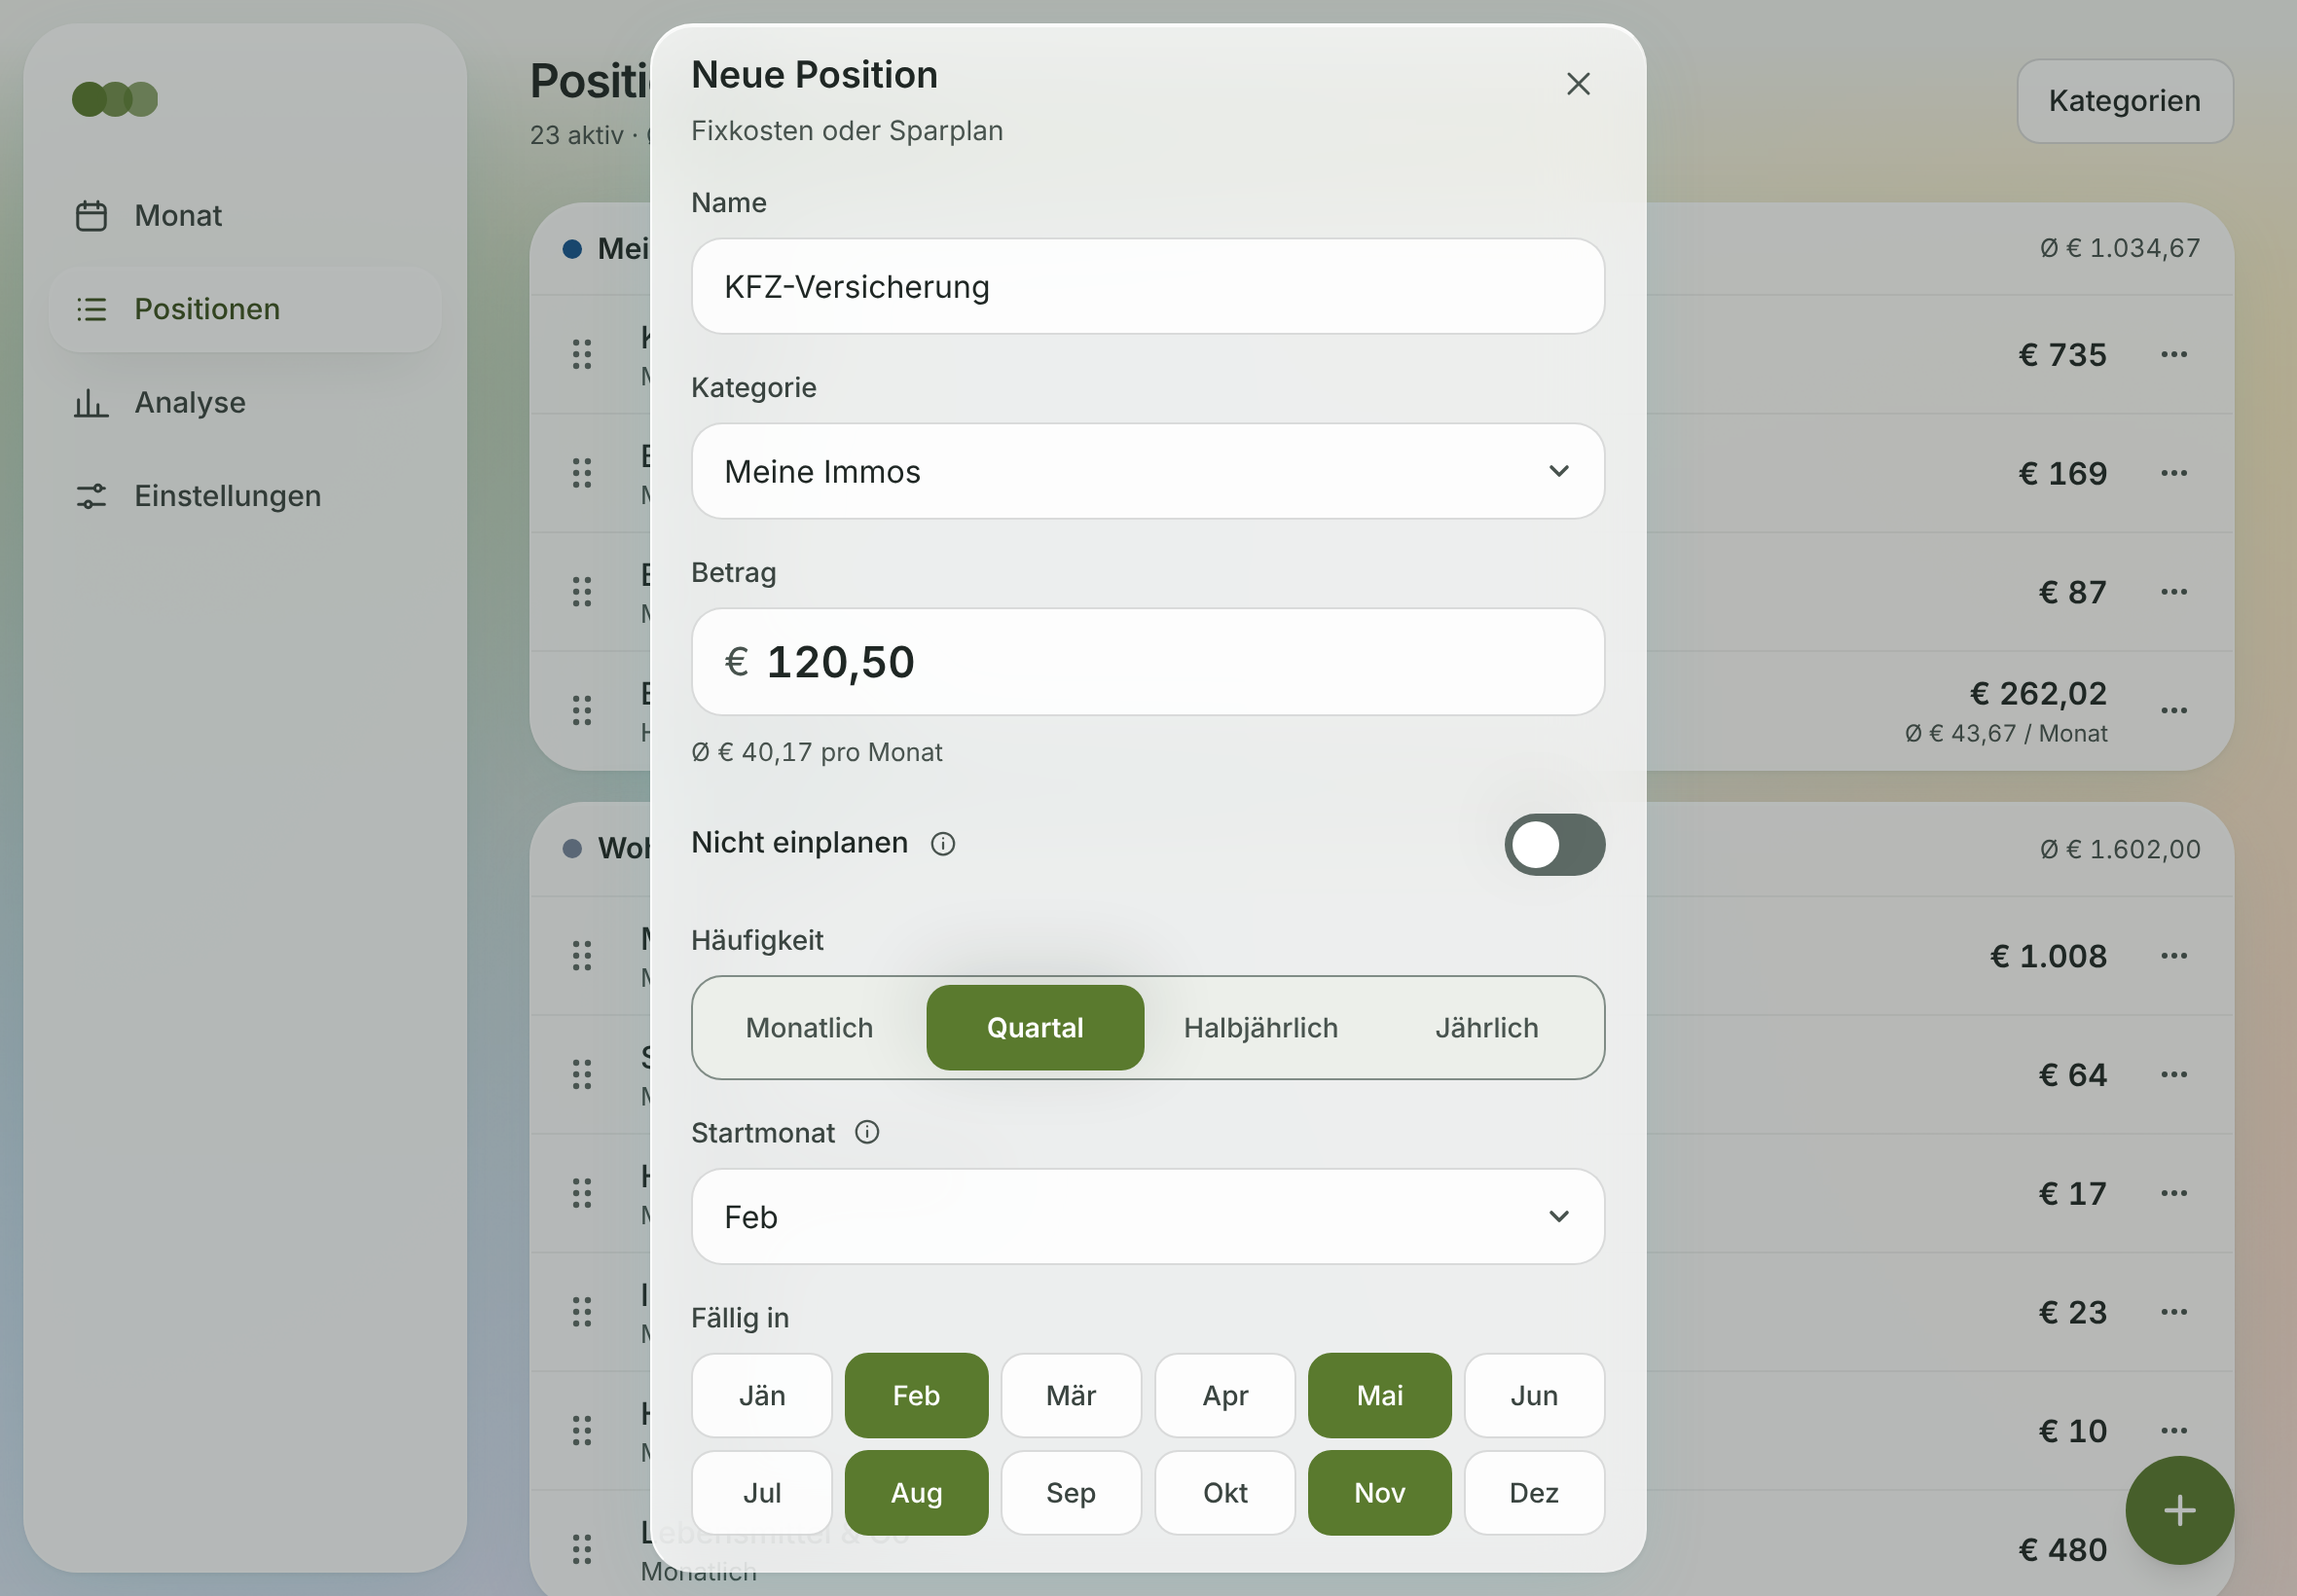 Neue Position
Fixkosten oder Sparplan
Name
KFZ-Versicherung
Kategorie
Meine Immos
Betrag
€ 120,50
Ø € 40,17 pro Monat
Nicht einplanen
Häufigkeit
Monatlich Quartal Halbjährlich Jährlich
Startmonat
Feb
Fällig in
Jän Feb Mär Apr Mai Jun
Jul Aug Sep Okt Nov Dez
Monat
Positionen
Analyse
Einstellungen
23 aktiv ·
Kategorien
Ø € 1.034,67
€ 735
€ 169
€ 87
€ 262,02
Ø € 43,67 / Monat
Ø € 1.602,00
€ 1.008
€ 64
€ 17
€ 23
€ 10
Lebensmittel & Co
Monatlich
€ 480